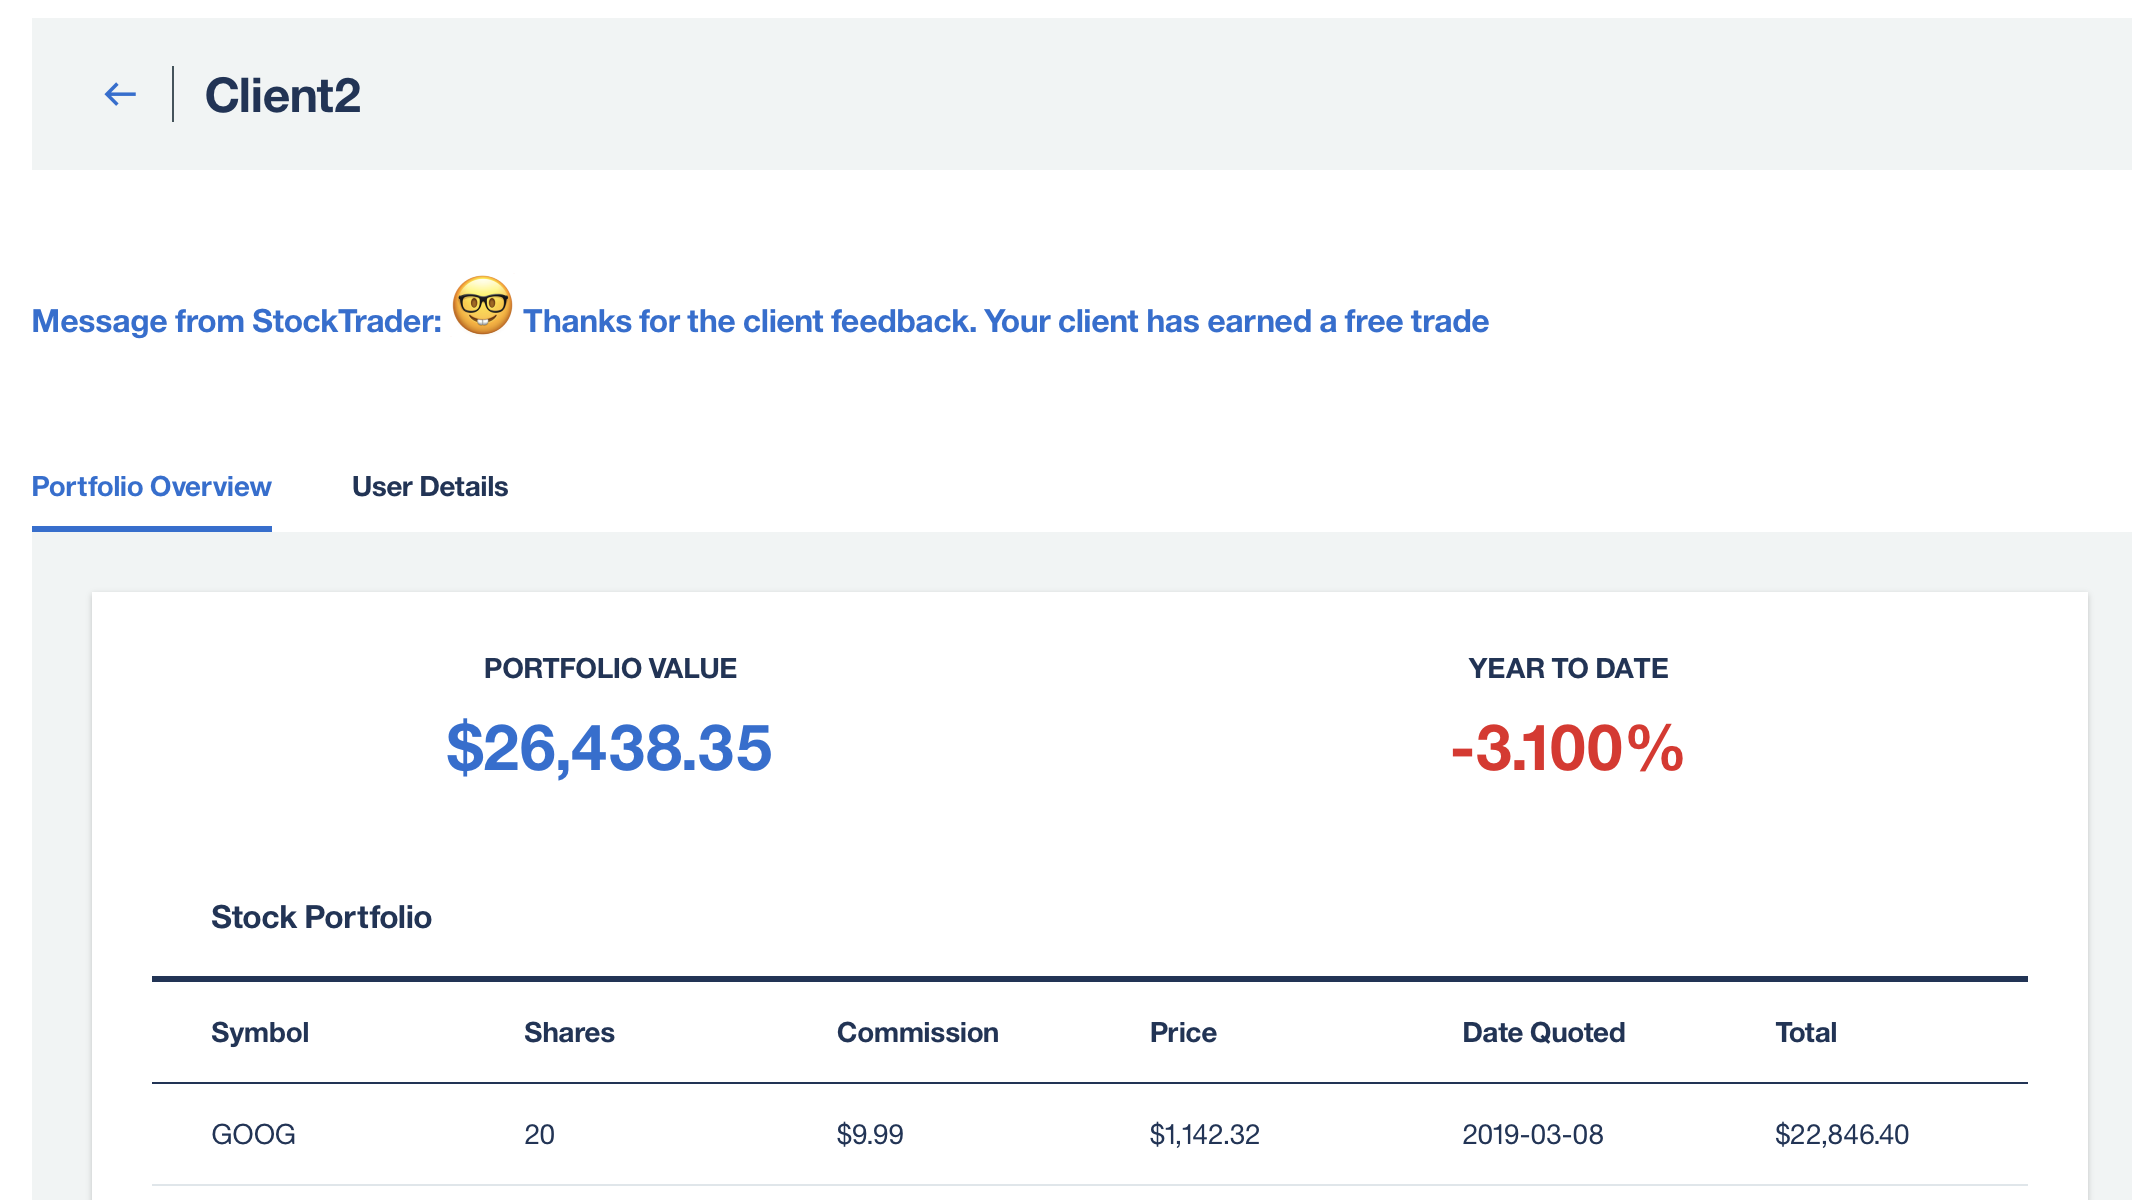 Client2
Message from StockTrader: 🤓 Thanks for the client feedback. Your client has earned a free trade
Portfolio Overview User Details
PORTFOLIO VALUE YEAR TO DATE
$26,438.35 -3.100%
Stock Portfolio
Symbol Shares Commission Price Date Quoted Total
GOOG 20 $9.99 $1,142.32 2019-03-08 $22,846.40